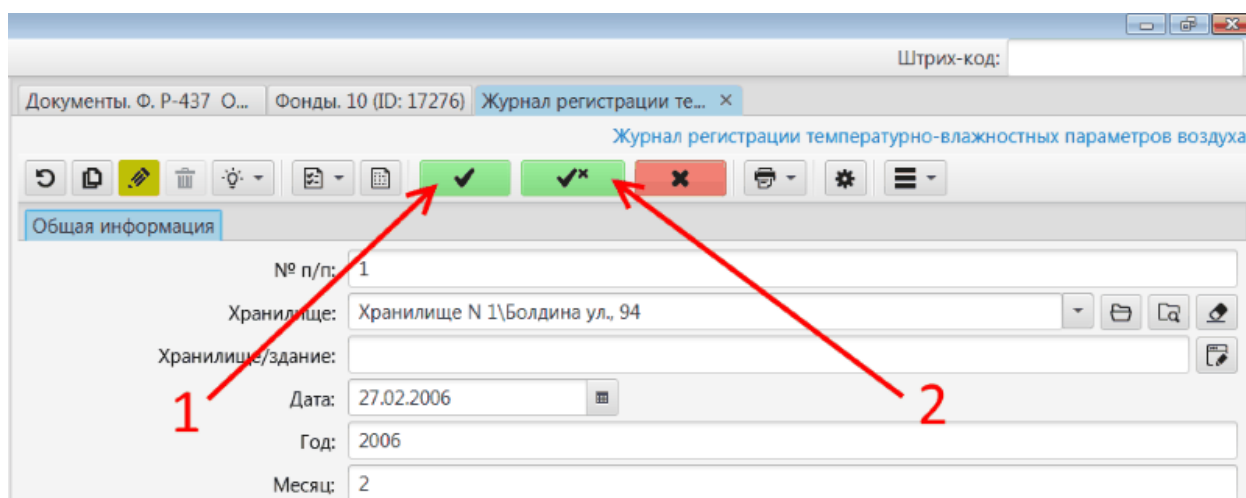 Штрих-код:
Документы. Ф. Р-437 О... Фонды. 10 (ID: 17276) Журнал регистрации те... ×
Журнал регистрации температурно-влажностных параметров воздуха
Общая информация
№ п/п: 1
Хранилище: Хранилище N 1\Болдина ул., 94
Хранилище/здание:
Дата: 27.02.2006
1 2
Год: 2006
Месяц: 2